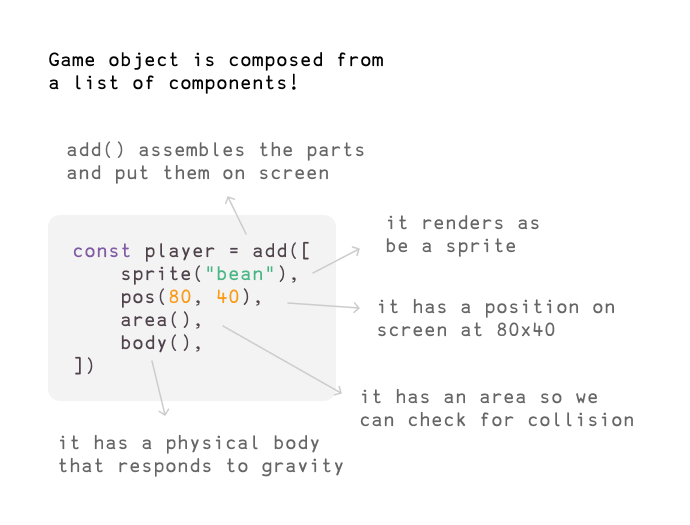 Game object is composed from
a list of components!
add() assembles the parts
and put them on screen
const player = add([
    sprite("bean"),
    pos(80, 40),
    area(),
    body(),
])
it renders as
be a sprite
it has a position on
screen at 80x40
it has an area so we
can check for collision
it has a physical body
that responds to gravity